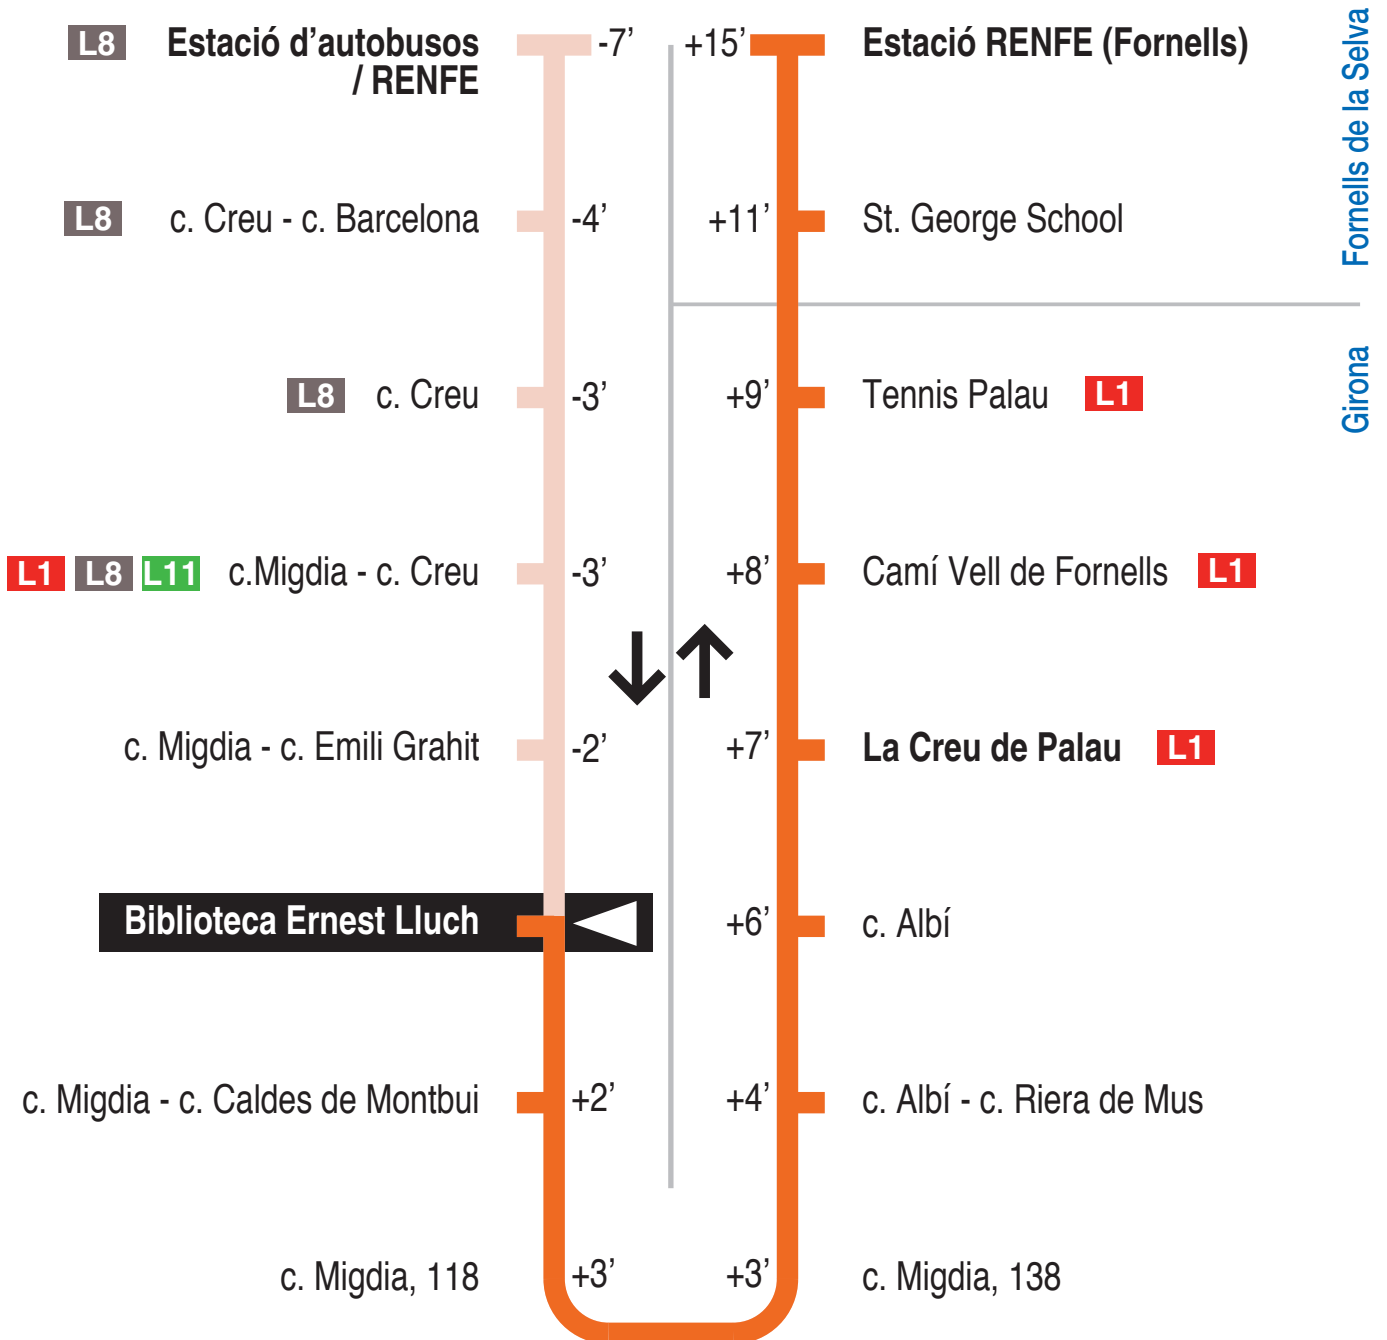 L8 Estació d’autobusos
/ RENFE
-7’
L8 c. Creu - c. Barcelona -4’
L8 c. Creu -3’
L1 L8 L11 c.Migdia - c. Creu -3’
c. Migdia - c. Emili Grahit -2’
Biblioteca Ernest Lluch
c. Migdia - c. Caldes de Montbui +2’
c. Migdia, 118 +3’
+15’ Estació RENFE (Fornells)
+11’ St. George School
+9’ Tennis Palau L1
+8’ Camí Vell de Fornells L1
+7’ La Creu de Palau L1
+6’ c. Albí
+4’ c. Albí - c. Riera de Mus
+3’ c. Migdia, 138
Fornells de la Selva
Girona